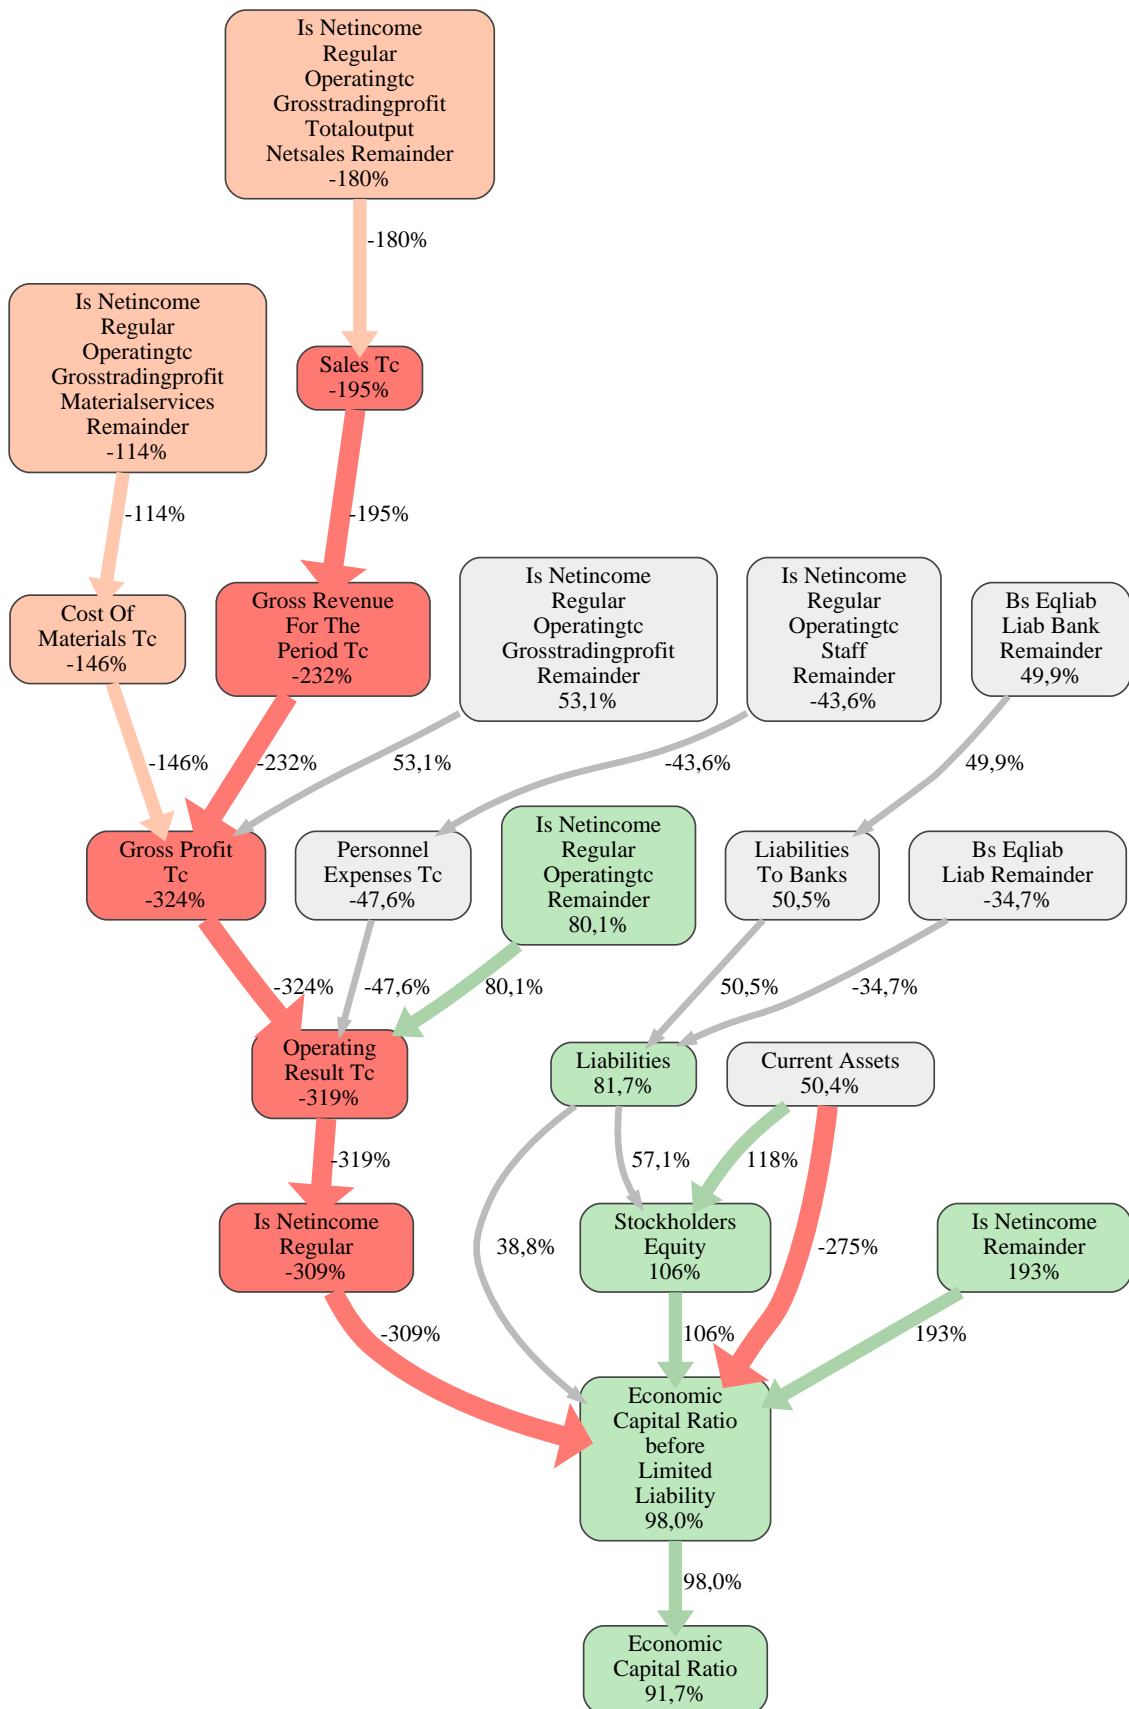 Is Netincome
Regular
Operatingtc
Grosstradingprofit
Totaloutput
Netsales Remainder
-180%
-180%
Is Netincome
Regular
Operatingtc
Grosstradingprofit
Materialservices
Remainder
-114%
Sales Tc
-195%
-114%
-195%
Cost Of
Materials Tc
-146%
Gross Revenue
For The
Period Tc
-232%
Is Netincome
Regular
Operatingtc
Grosstradingprofit
Remainder
53,1%
Is Netincome
Regular
Operatingtc
Staff
Remainder
-43,6%
Bs Eqliab
Liab Bank
Remainder
49,9%
-146%
-232%
53,1%
-43,6%
49,9%
Gross Profit
Tc
-324%
Personnel
Expenses Tc
-47,6%
Is Netincome
Regular
Operatingtc
Remainder
80,1%
Liabilities
To Banks
50,5%
Bs Eqliab
Liab Remainder
-34,7%
-324%
-47,6%
80,1%
50,5%
-34,7%
Operating
Result Tc
-319%
Liabilities
81,7%
Current Assets
50,4%
-319%
57,1%
118%
Is Netincome
Regular
-309%
38,8%
Stockholders
Equity
106%
-275%
Is Netincome
Remainder
193%
-309%
106%
193%
Economic
Capital Ratio
before
Limited
Liability
98,0%
98,0%
Economic
Capital Ratio
91,7%